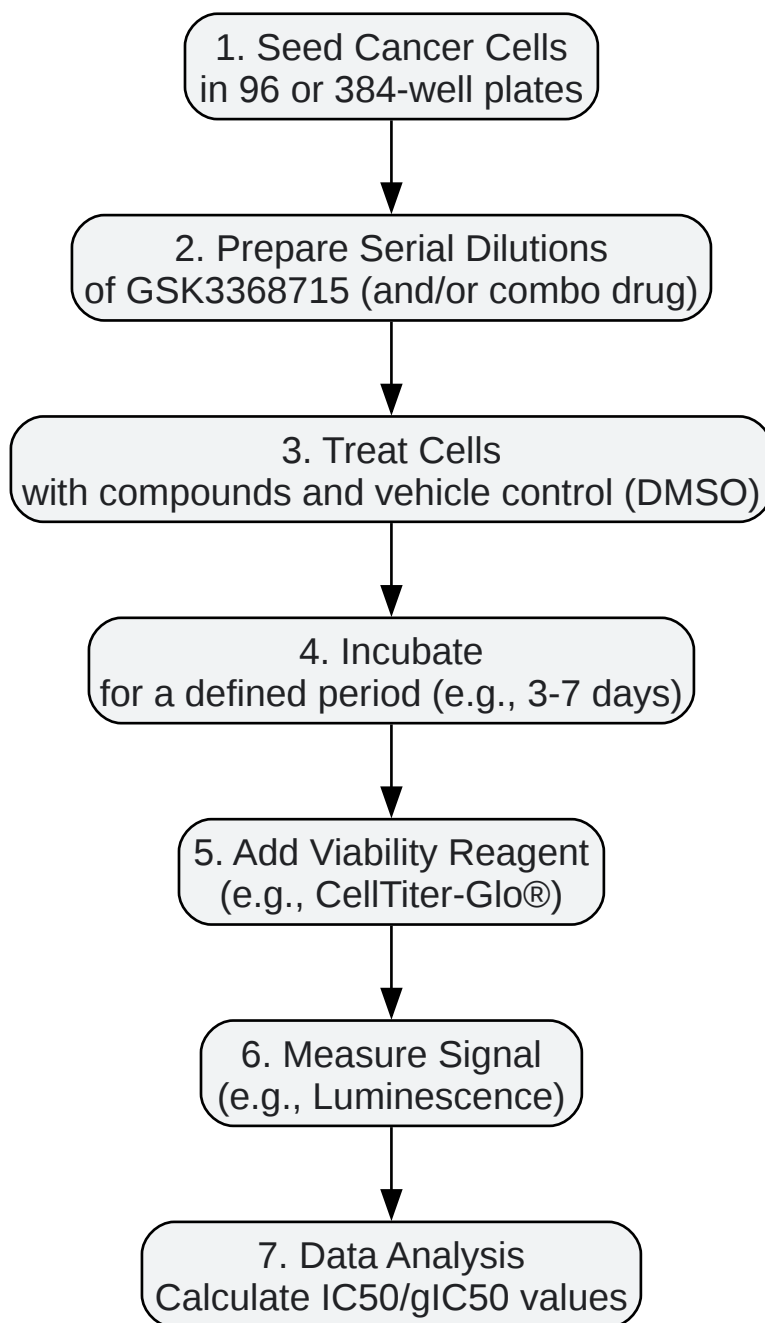 1. Seed Cancer Cells
in 96 or 384-well plates
2. Prepare Serial Dilutions
of GSK3368715 (and/or combo drug)
3. Treat Cells
with compounds and vehicle control (DMSO)
4. Incubate
for a defined period (e.g., 3-7 days)
5. Add Viability Reagent
(e.g., CellTiter-Glo®)
6. Measure Signal
(e.g., Luminescence)
7. Data Analysis
Calculate IC50/gIC50 values